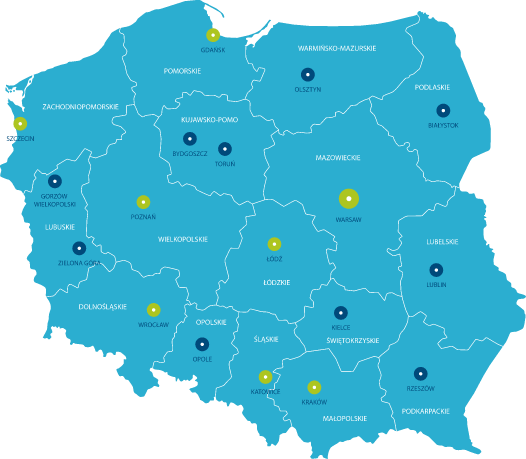 GDAŃSK
WARMIŃSKO-MAZURSKIE
POMORSKIE
OLSZTYN
PODLASKIE
ZACHODNIOPOMORSKIE
KUJAWSKO-POMO
BIAŁYSTOK
SZCZECIN
BYDGOSZCZ
TORUŃ
MAZOWIECKIE
GORZÓW
WIELKOPOLSKI
POZNAŃ
WARSAW
LUBUSKIE
WIELKOPOLSKIE
LUBELSKIE
ZIELONA GÓRA
ŁÓDŹ
ŁÓDZKIE
LUBLIN
DOLNOŚLĄSKIE
WROCŁAW
OPOLSKIE
KIELCE
ŚLĄSKIE
ŚWIĘTOKRZYSKIE
OPOLE
KATOWICE
KRAKÓW
RZESZÓW
MAŁOPOLSKIE
PODKARPACKIE